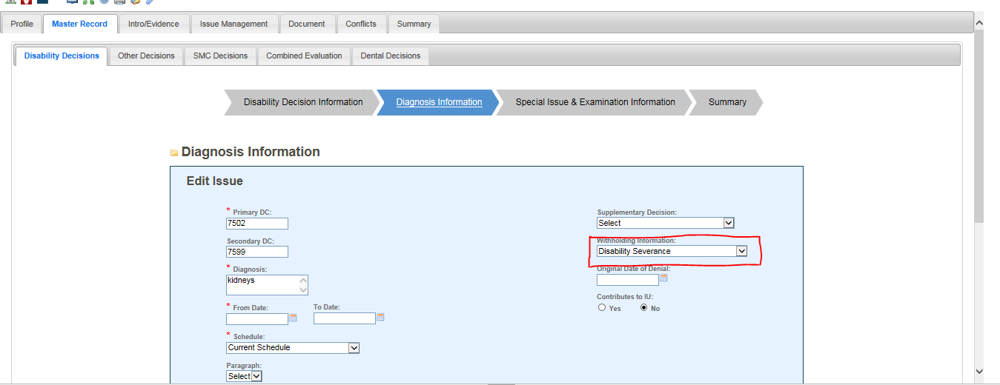 Profile Master Record Intro/Evidence Issue Management Document Conflicts Summary
Disability Decisions Other Decisions SMC Decisions Combined Evaluation Dental Decisions
Disability Decision Information Diagnosis Information Special Issue & Examination Information Summary
Diagnosis Information
Edit Issue
* Primary DC:
7502
Secondary DC:
7599
* Diagnosis:
kidneys
* From Date: To Date:
* Schedule:
Current Schedule
Paragraph:
Select
Supplementary Decision:
Select
Withholding Information:
Disability Severance
Original Date of Denial:
Contributes to IU:
Yes No